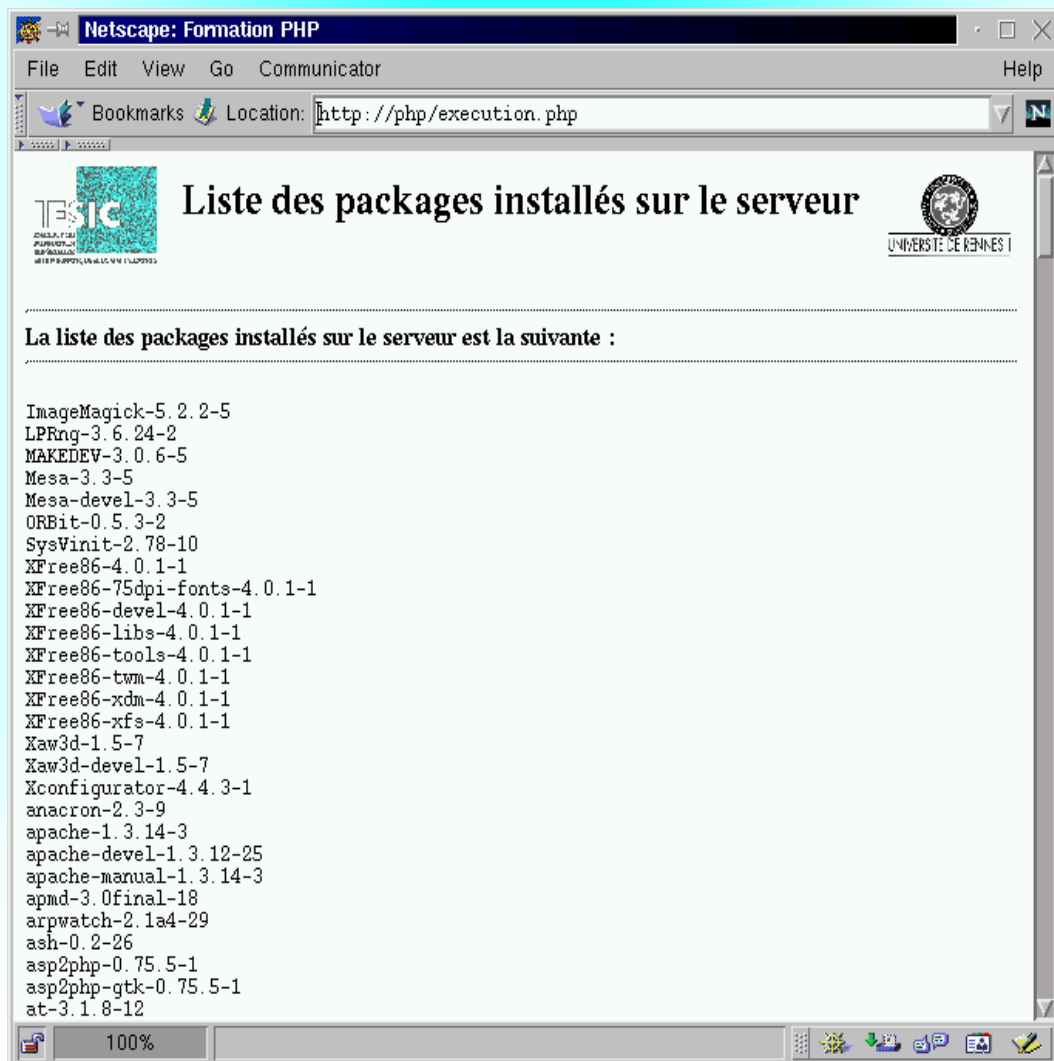 Netscape: Formation PHP
File Edit View Go Communicator Help
Bookmarks Location: http://php/execution.php
N
TESIC
Liste des packages installés sur le serveur
UNIVERSITE DE RENNES I
La liste des packages installés sur le serveur est la suivante :
ImageMagick-5.2.2-5
LPRng-3.6.24-2
MAKEDEV-3.0.6-5
Mesa-3.3-5
Mesa-devel-3.3-5
ORBit-0.5.3-2
SysVinit-2.78-10
XFree86-4.0.1-1
XFree86-75dpi-fonts-4.0.1-1
XFree86-devel-4.0.1-1
XFree86-libs-4.0.1-1
XFree86-tools-4.0.1-1
XFree86-twm-4.0.1-1
XFree86-xdm-4.0.1-1
XFree86-xfs-4.0.1-1
Xaw3d-1.5-7
Xaw3d-devel-1.5-7
Xconfigurator-4.4.3-1
anacron-2.3-9
apache-1.3.14-3
apache-devel-1.3.12-25
apache-manual-1.3.14-3
apmd-3.0final-18
arpwatch-2.1a4-29
ash-0.2-26
asp2php-0.75.5-1
asp2php-gtk-0.75.5-1
at-3.1.8-12
100%